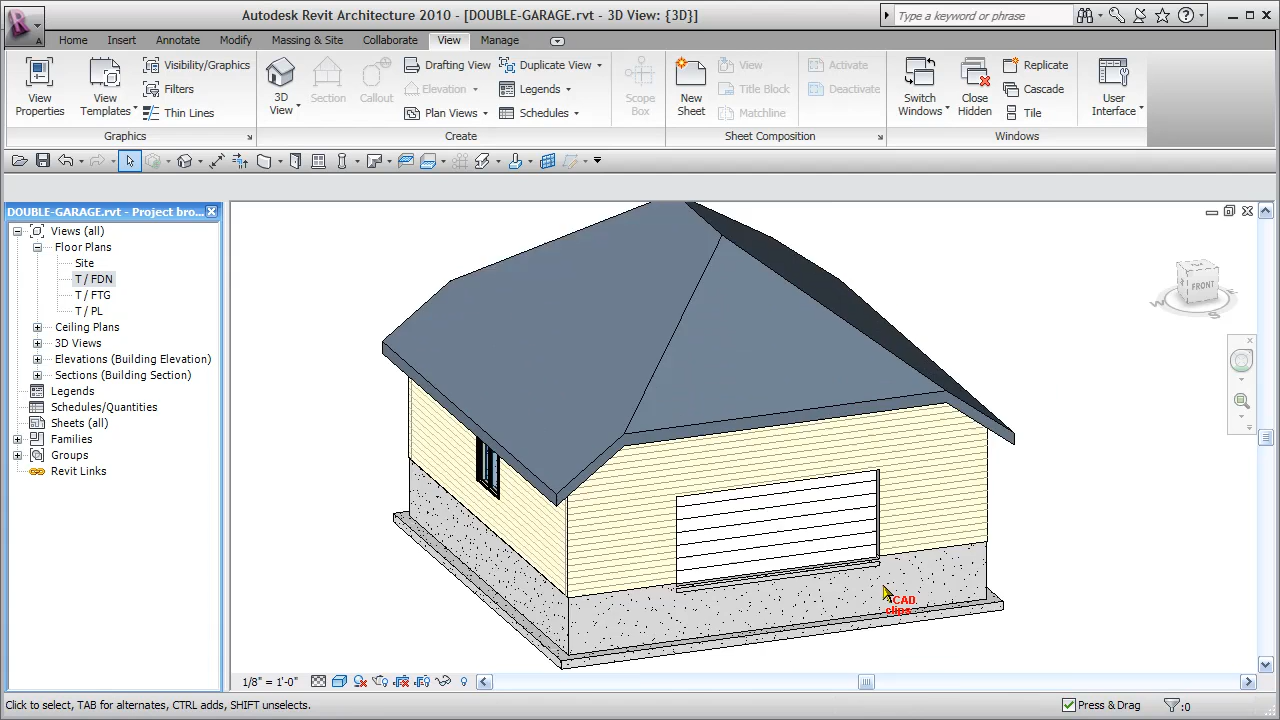 Autodesk Revit Architecture 2010 - [DOUBLE-GARAGE.rvt - 3D View: {3D}]
Type a keyword or phrase
Home Insert Annotate Modify Massing & Site Collaborate View Manage
View Properties
View Templates
Visibility/Graphics
Filters
Thin Lines
Graphics
3D View
Section
Callout
Drafting View
Elevation
Plan Views
Duplicate View
Legends
Schedules
Create
Scope Box
New Sheet
View
Title Block
Matchline
Activate
Deactivate
Sheet Composition
Switch Windows
Close Hidden
Replicate
Cascade
Tile
Windows
User Interface
DOUBLE-GARAGE.rvt - Project bro...
Views (all)
Floor Plans
Site
T / FDN
T / FTG
T / PL
Ceiling Plans
3D Views
Elevations (Building Elevation)
Sections (Building Section)
Legends
Schedules/Quantities
Sheets (all)
Families
Groups
Revit Links
FRONT
W
S
CAD
clips
1/8" = 1'-0"
Click to select, TAB for alternates, CTRL adds, SHIFT unselects.
Press & Drag
:0